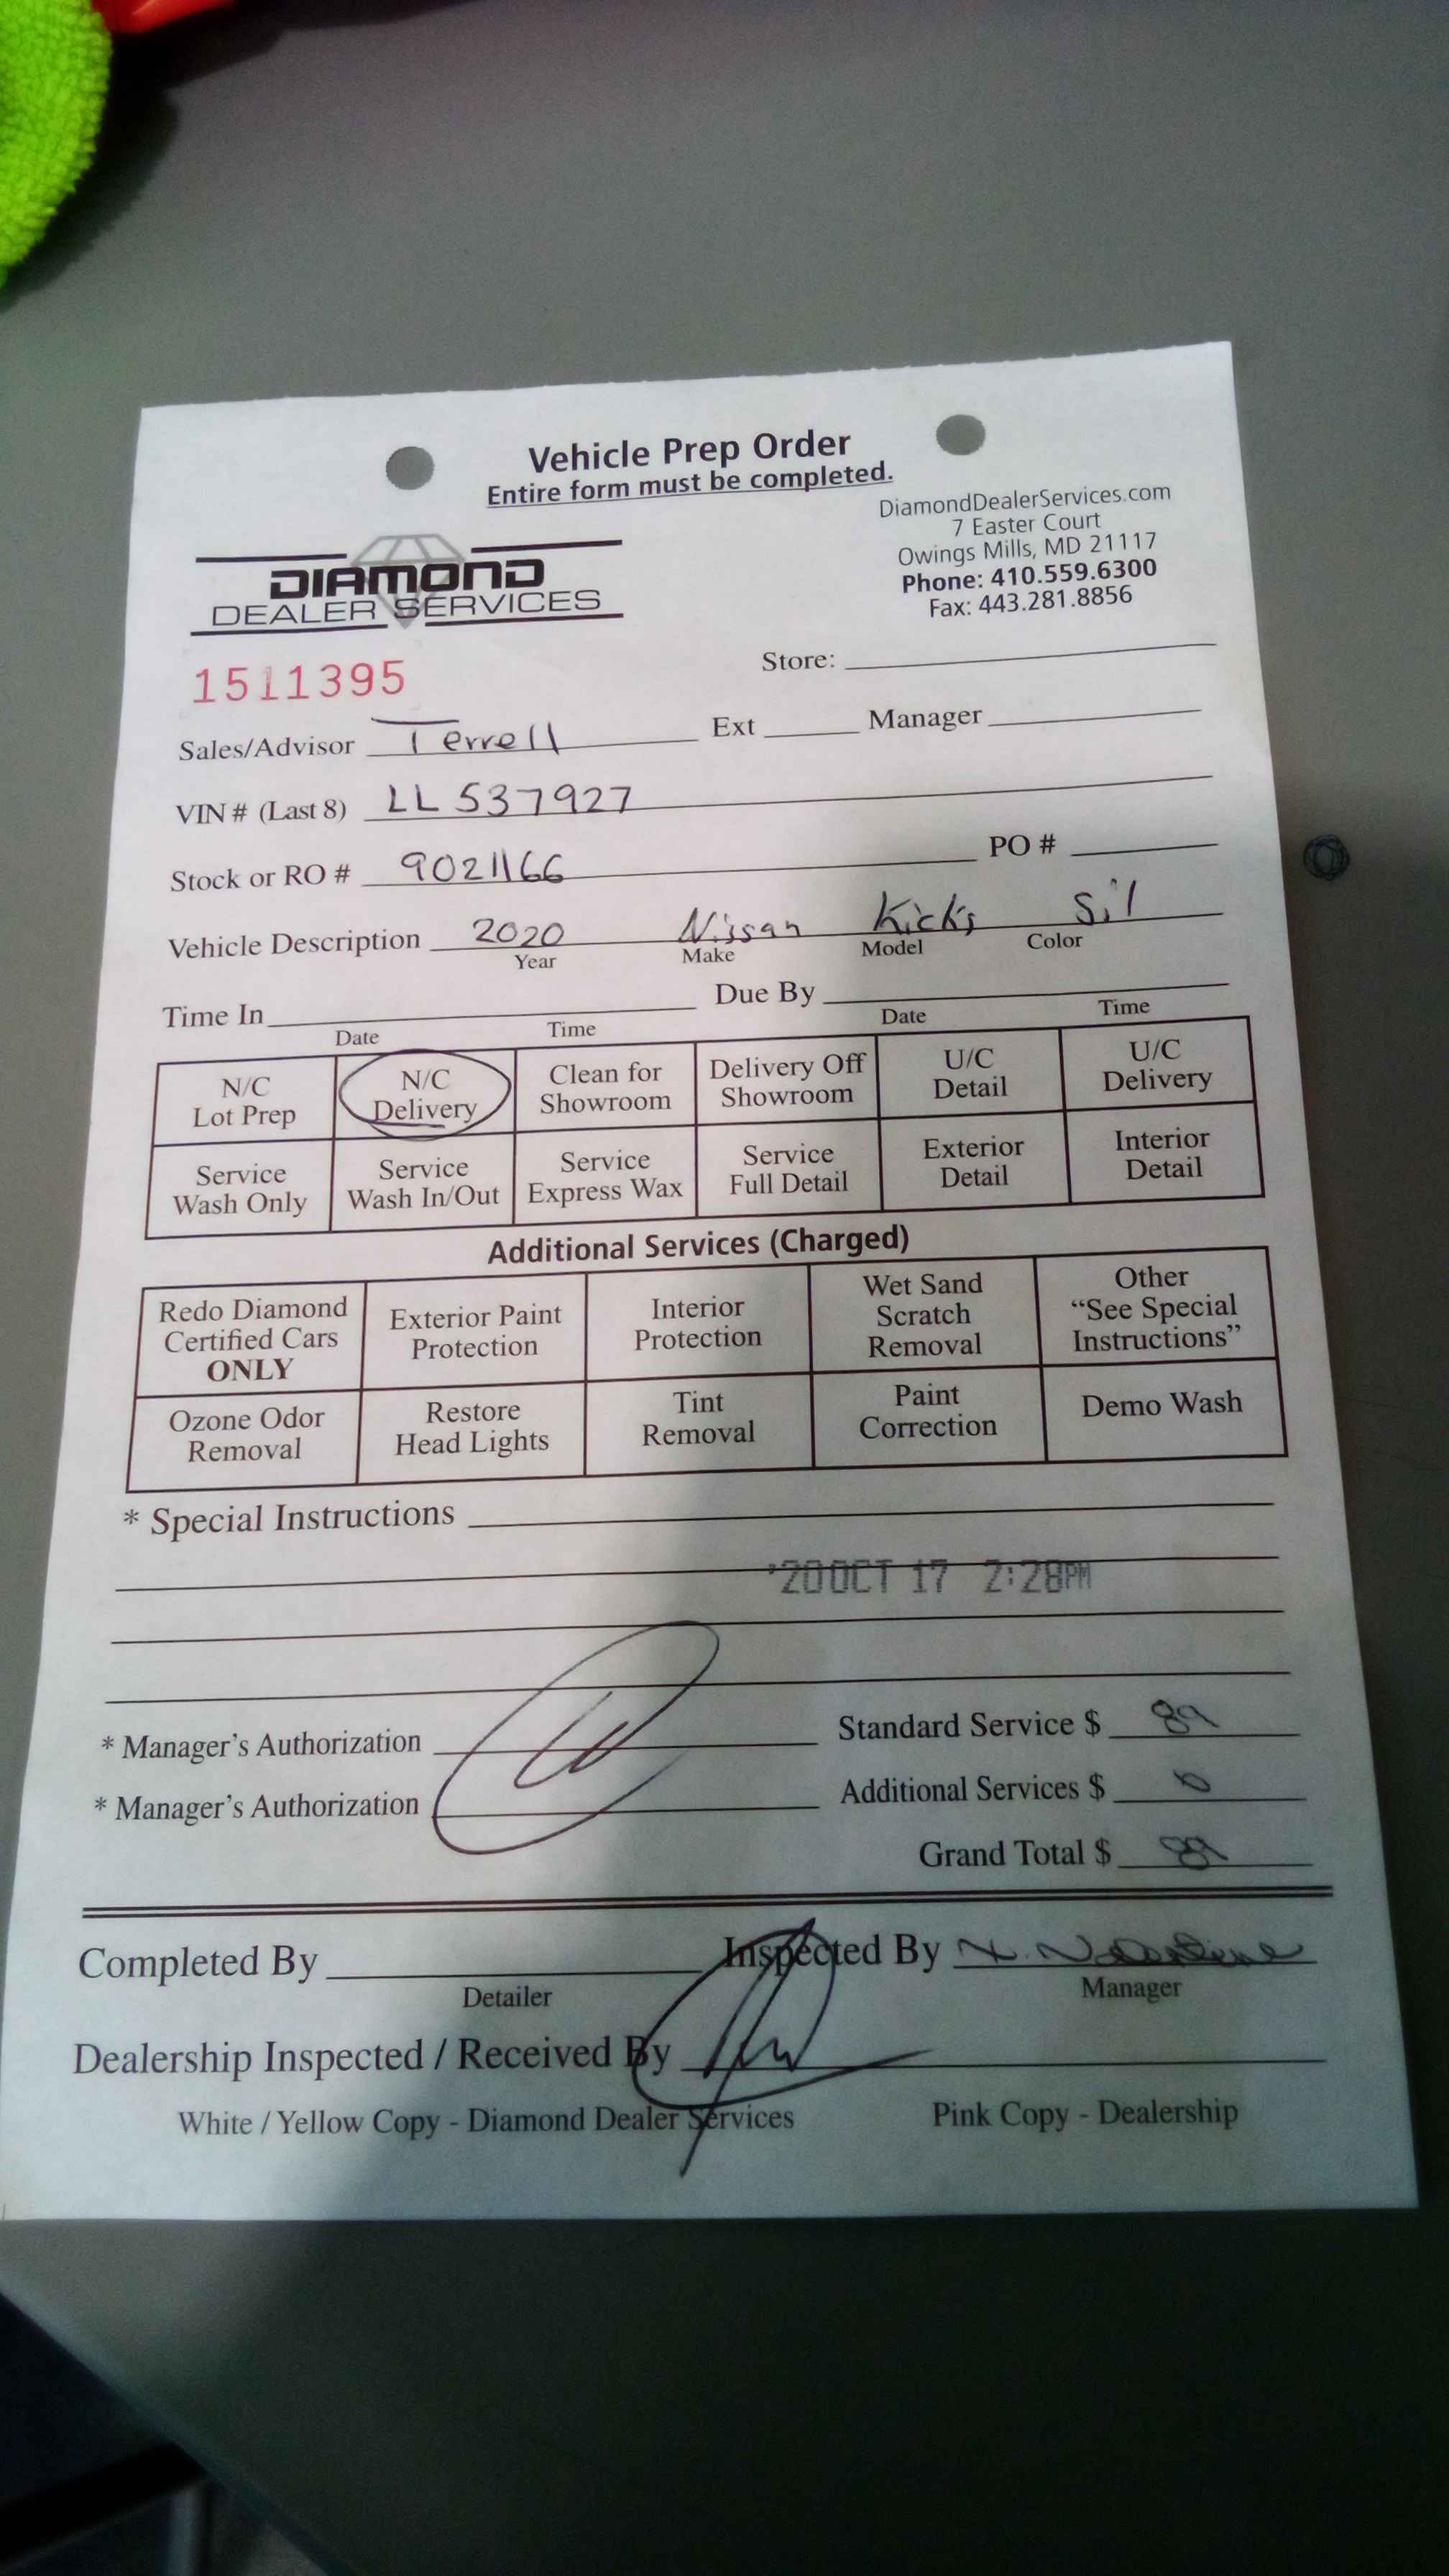 Vehicle Prep Order
Entire form must be completed.
DiamondDealerServices.com
7 Easter Court
Owings Mills, MD 21117
Phone: 410.559.6300
Fax: 443.281.8856
DIAMOND
DEALER SERVICES
1511395
Store:
Sales/Advisor Terrell Ext Manager
VIN # (Last 8) LL 537927
Stock or RO # 9021166 PO #
Vehicle Description 2020 Nissan Kicks Sil
Year Make Model Color
Time In Due By
Date Time Date Time
N/C Lot Prep
N/C Delivery
Clean for Showroom
Delivery Off Showroom
U/C Detail
U/C Delivery
Service Wash Only
Service Wash In/Out
Service Express Wax
Service Full Detail
Exterior Detail
Interior Detail
Additional Services (Charged)
Redo Diamond Certified Cars ONLY
Exterior Paint Protection
Interior Protection
Wet Sand Scratch Removal
Other "See Special Instructions"
Ozone Odor Removal
Restore Head Lights
Tint Removal
Paint Correction
Demo Wash
* Special Instructions
'20 OCT 17 2:28PM
* Manager's Authorization
Standard Service $ 89
* Manager's Authorization
Additional Services $ 0
Grand Total $ 89
Completed By Inspected By
Detailer Manager
Dealership Inspected / Received By
White / Yellow Copy - Diamond Dealer Services Pink Copy - Dealership